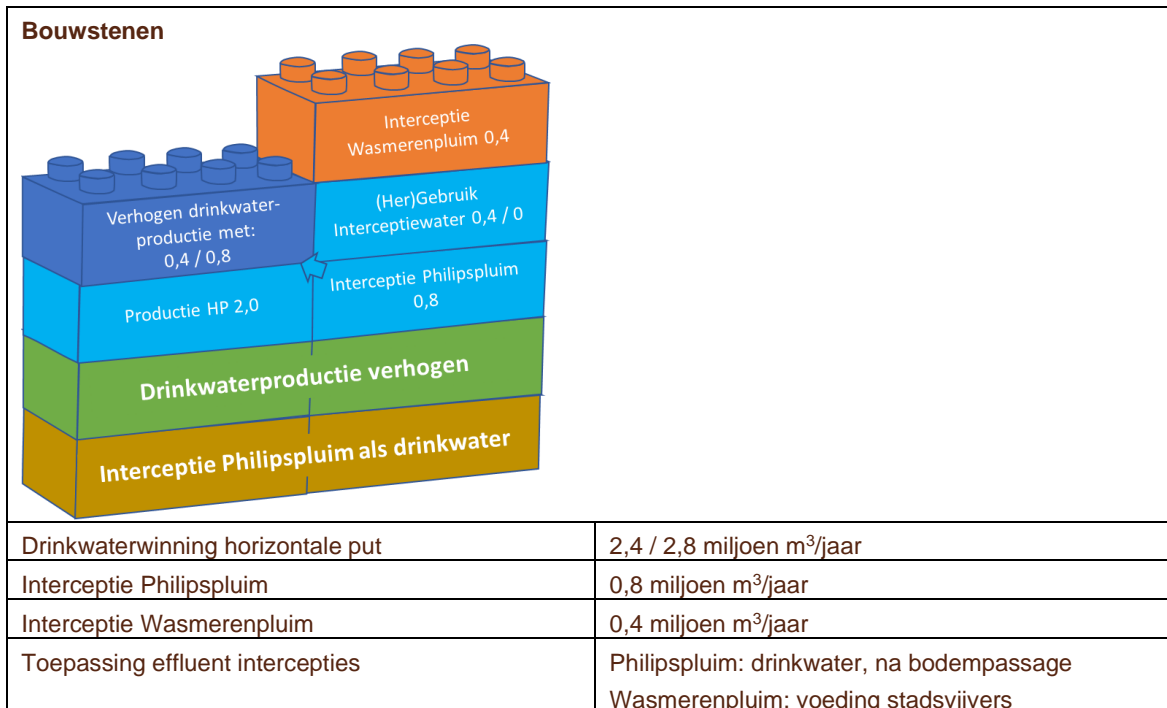 Bouwstenen
Interceptie
Wasmerenpluim 0,4
Verhogen drinkwater-
productie met:
0,4 / 0,8
(Her)Gebruik
Interceptiewater 0,4 / 0
Productie HP 2,0
Interceptie Philipspluim
0,8
Drinkwaterproductie verhogen
Interceptie Philipspluim als drinkwater
Drinkwaterwinning horizontale put
2,4 / 2,8 miljoen m³/jaar
Interceptie Philipspluim
0,8 miljoen m³/jaar
Interceptie Wasmerenpluim
0,4 miljoen m³/jaar
Toepassing effluent intercepties
Philipspluim: drinkwater, na bodempassage
Wasmerenpluim: voeding stadsvijvers